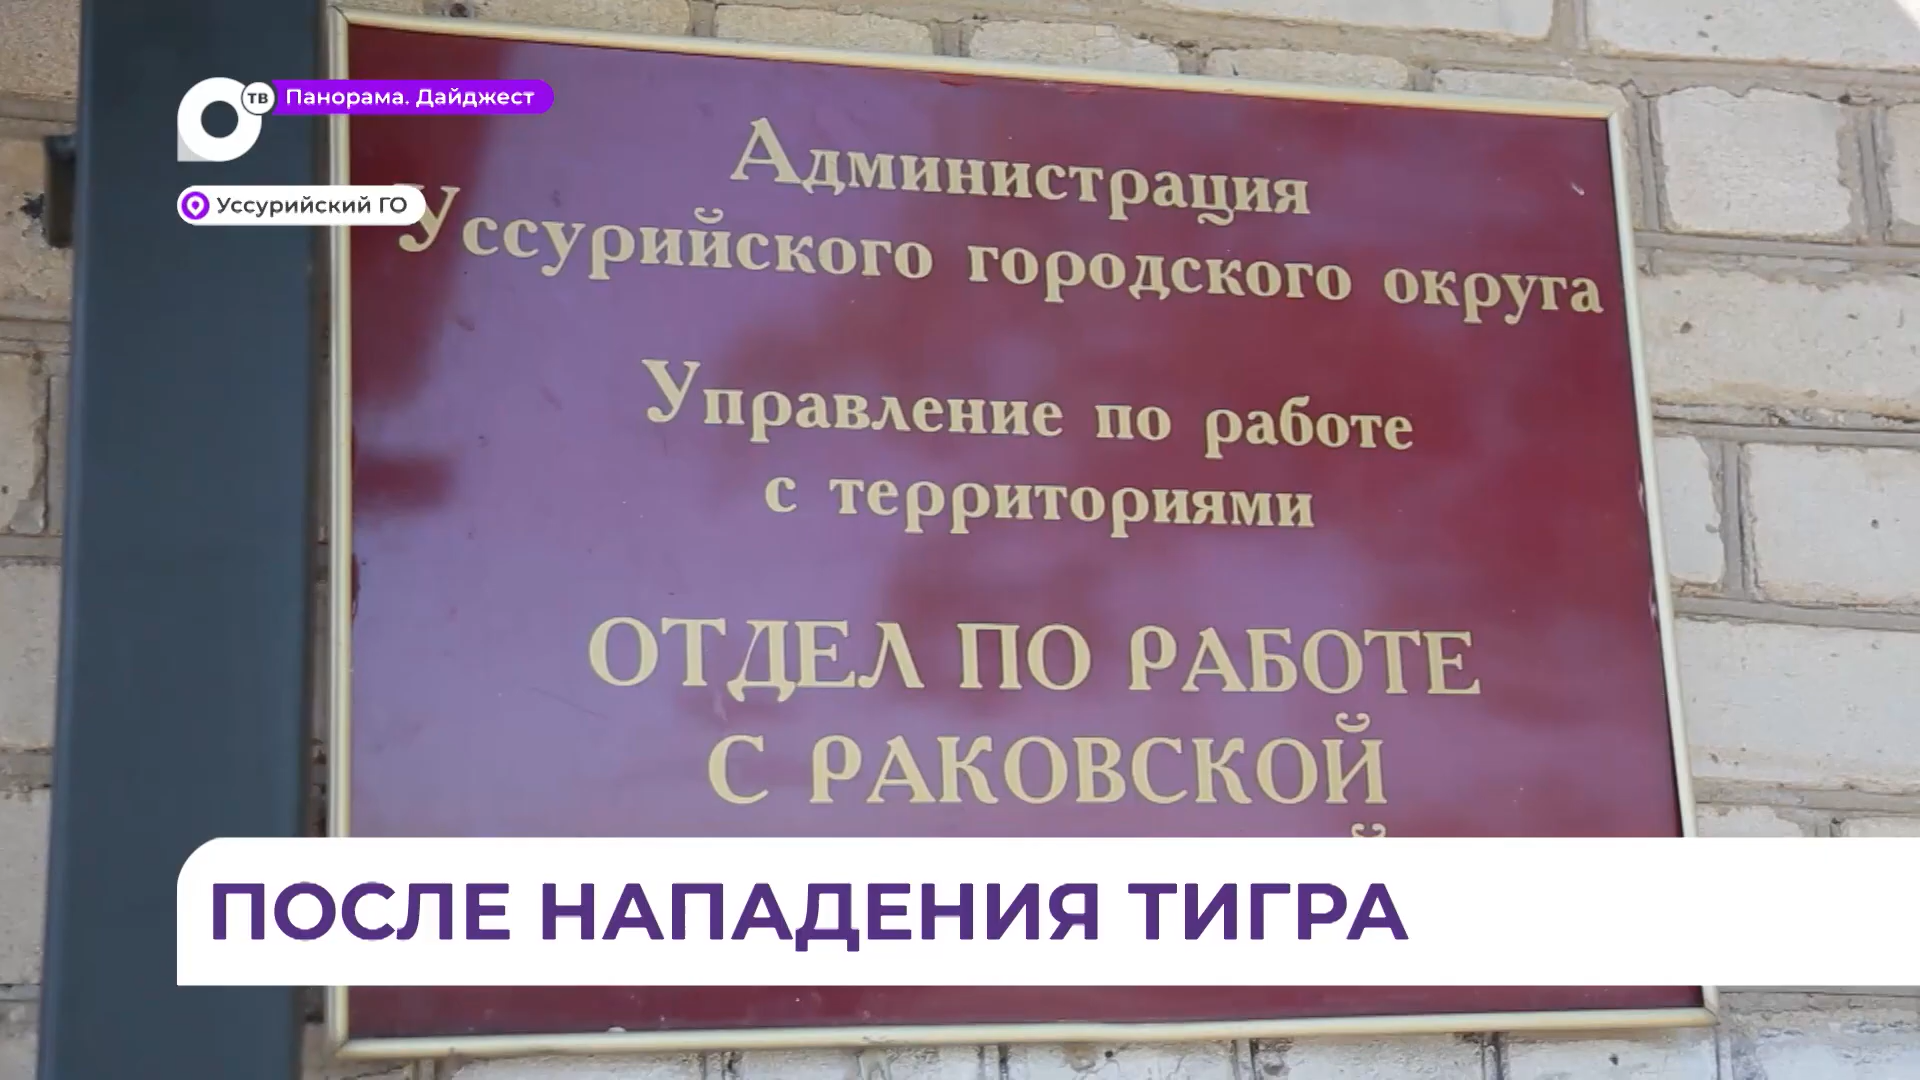 ТВ
Панорама. Дайджест
Уссурийский ГО
Администрация
Уссурийского городского округа
Управление по работе
с территориями
ОТДЕЛ ПО РАБОТЕ
С РАКОВСКОЙ
ПОСЛЕ НАПАДЕНИЯ ТИГРА